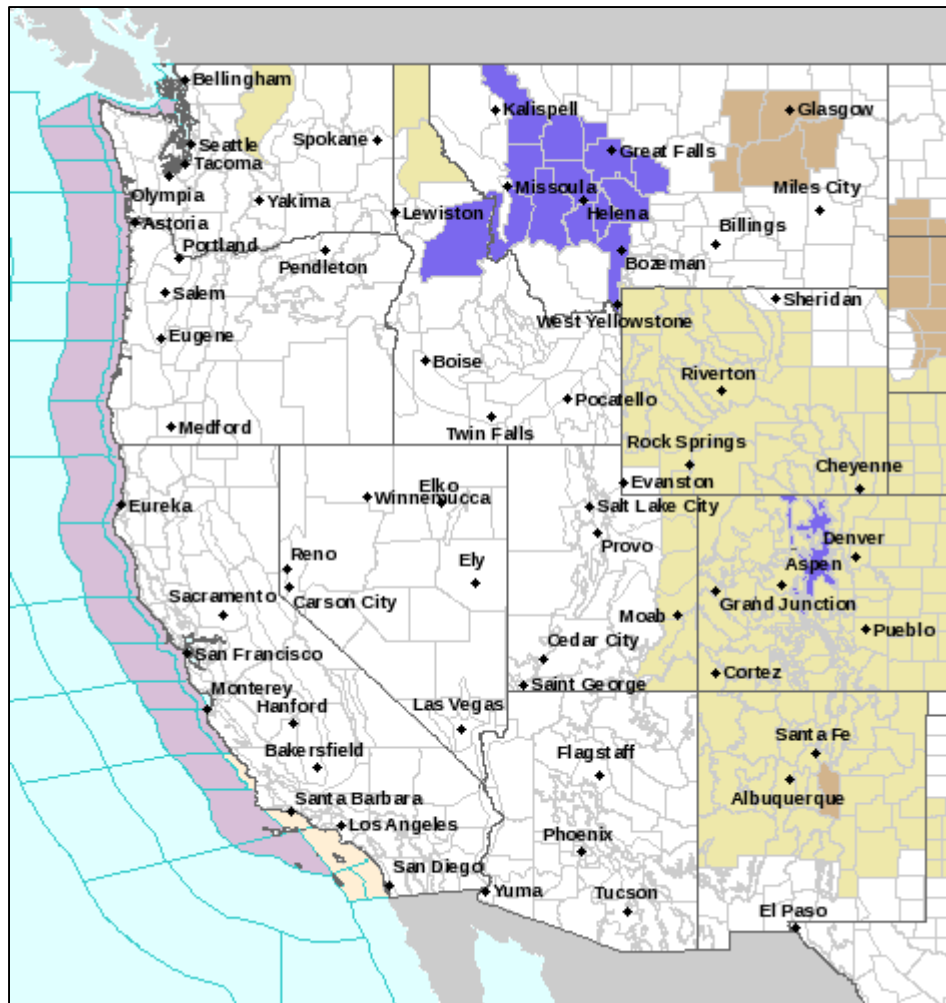 Bellingham
Kalispell
Glasgow
Spokane
Seattle
Great Falls
Tacoma
Olympia
Missoula
Miles City
Yakima
Lewiston
Helena
Astoria
Billings
Portland
Pendleton
Bozeman
Salem
Sheridan
West Yellowstone
Eugene
Boise
Riverton
Pocatello
Medford
Twin Falls
Rock Springs
Cheyenne
Elko
Evanston
Winnemucca
Eureka
Salt Lake City
Provo
Denver
Reno
Ely
Aspen
Sacramento
Carson City
Grand Junction
Moab
Pueblo
Cedar City
San Francisco
Cortez
Saint George
Monterey
Hanford
Las Vegas
Bakersfield
Flagstaff
Santa Fe
Albuquerque
Santa Barbara
Los Angeles
Phoenix
San Diego
Yuma
Tucson
El Paso